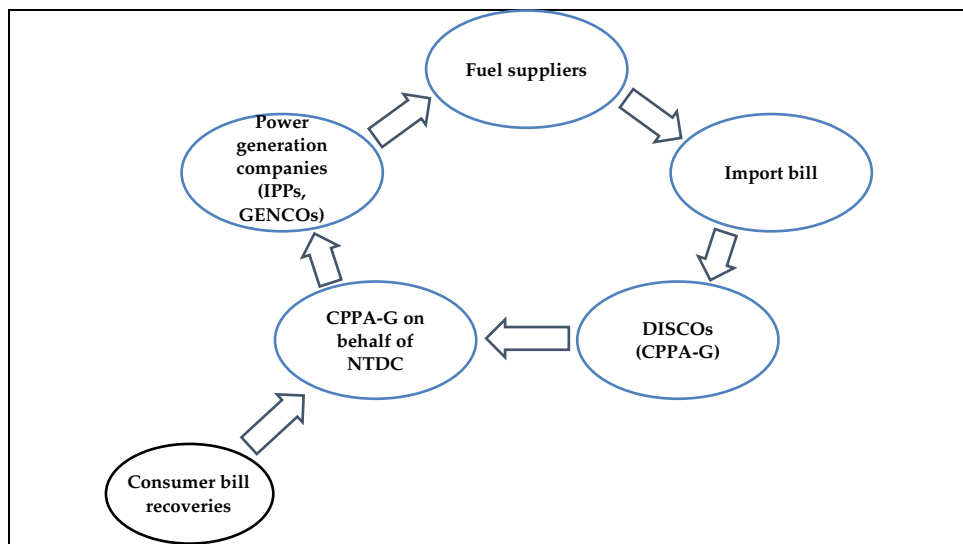 Fuel suppliers
Power
generation
companies
(IPPs,
GENCOs)
Import bill
CPPA-G on
behalf of
NTDC
DISCOs
(CPPA-G)
Consumer bill
recoveries